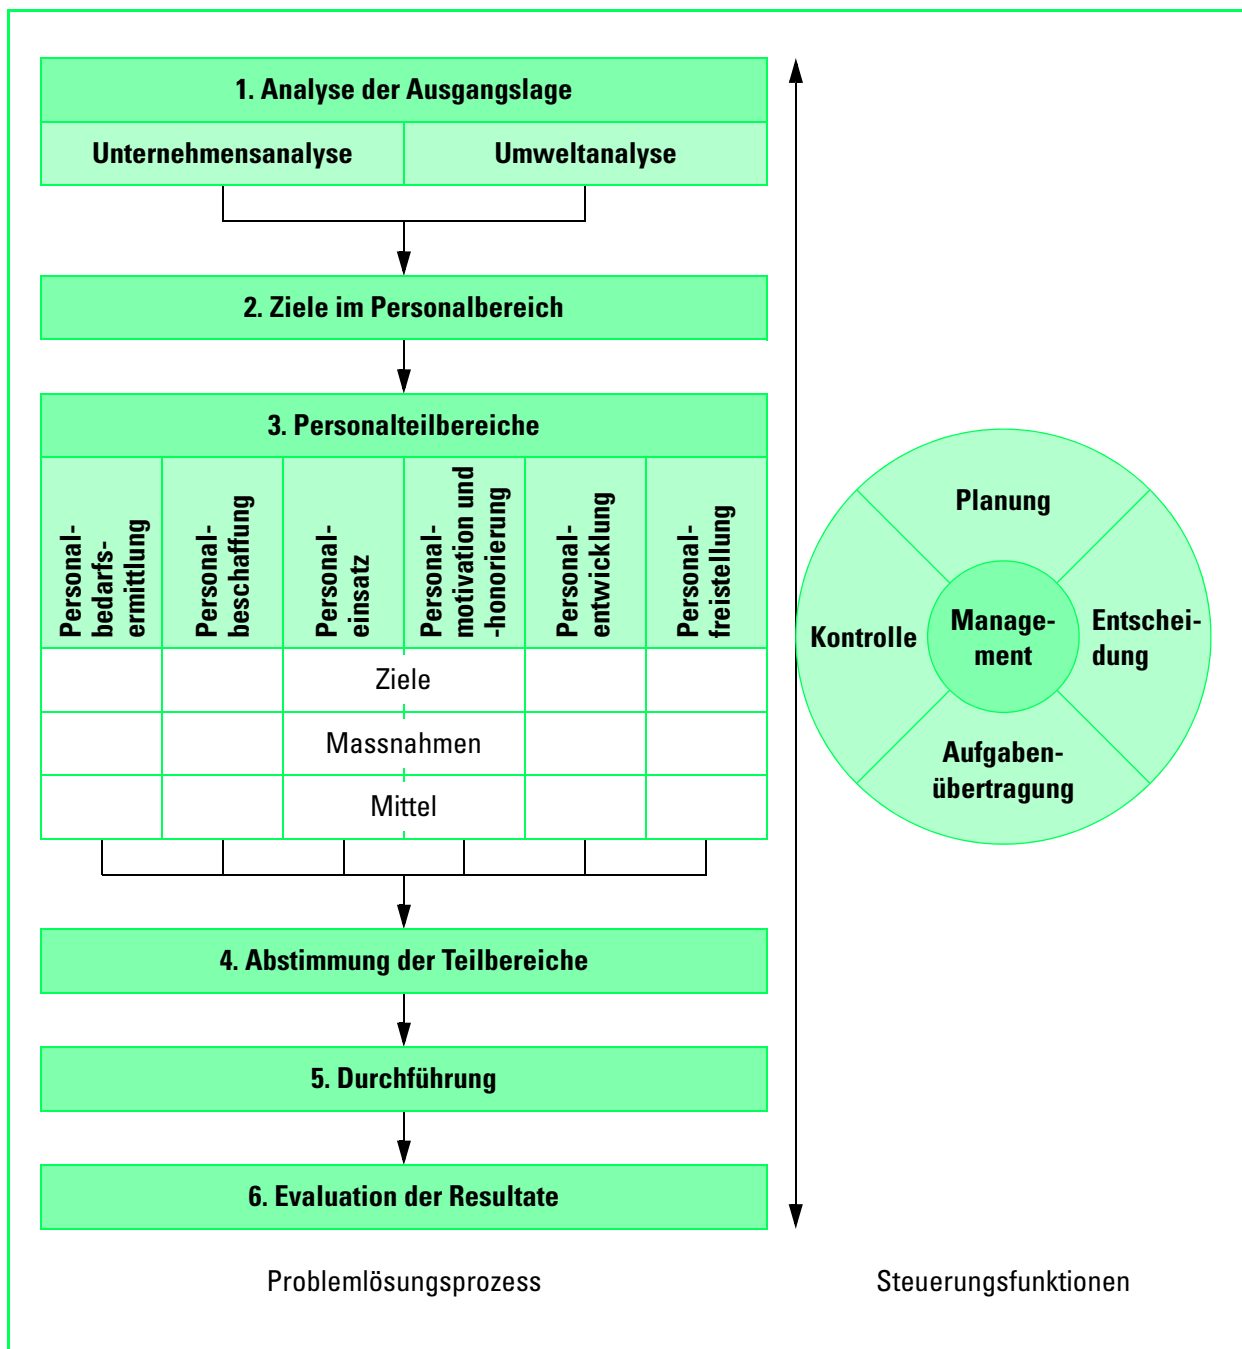 1. Analyse der Ausgangslage
Unternehmensanalyse
Umweltanalyse
2. Ziele im Personalbereich
3. Personalteilbereiche
Personal-
bedarfs-
ermittlung
Personal-
beschaffung
Personal-
einsatz
Personal-
motivation und
-honorierung
Personal-
entwicklung
Personal-
freistellung
Ziele
Massnahmen
Mittel
4. Abstimmung der Teilbereiche
5. Durchführung
6. Evaluation der Resultate
Problemlösungsprozess
Planung
Kontrolle
Manage-
ment
Entschei-
dung
Aufgaben-
übertragung
Steuerungsfunktionen